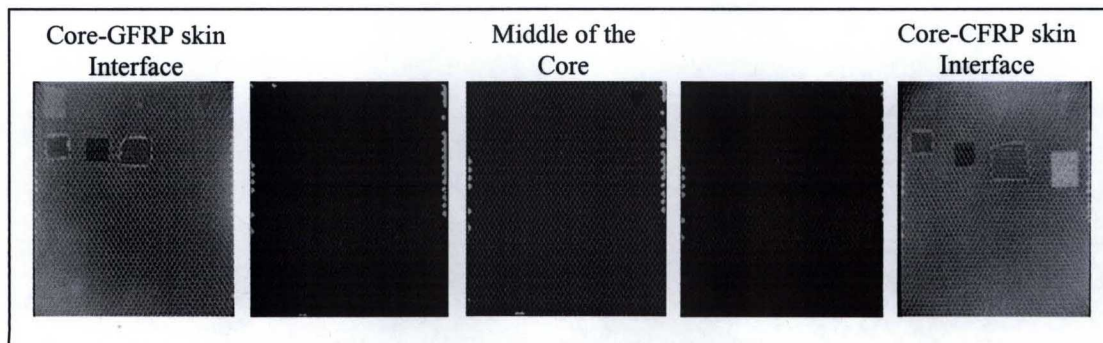 Core-GFRP skin
Interface
Middle of the
Core
Core-CFRP skin
Interface